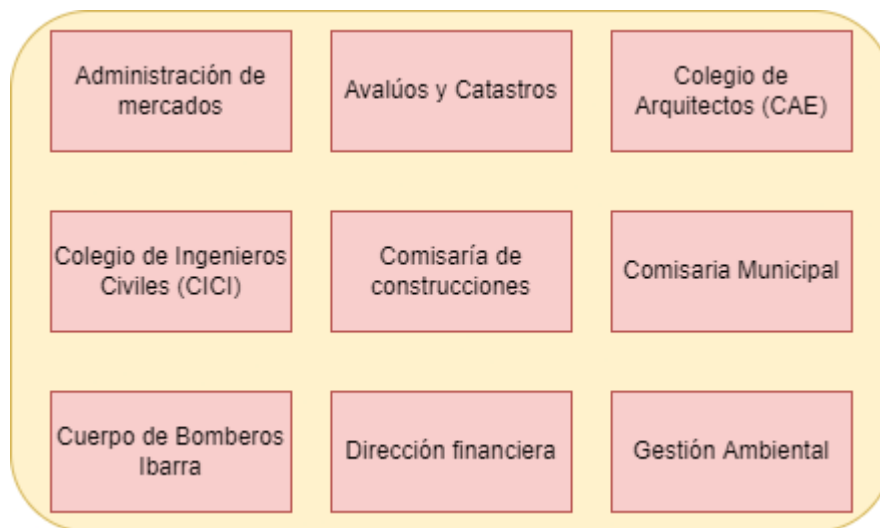 Administración de
mercados
Avalúos y Catastros
Colegio de
Arquitectos (CAE)
Colegio de Ingenieros
Civiles (CICI)
Comisaría de
construcciones
Comisaria Municipal
Cuerpo de Bomberos
Ibarra
Dirección financiera
Gestión Ambiental